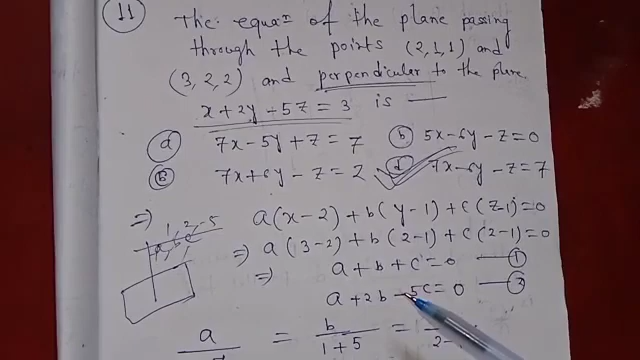 11 The equaⁿ of the plane passing
through the points (2,1,1) and
(3,2,2) and perpendicular to the plane
x+2y-5z=3 is —
(a) 7x-5y+z=7 (b) 5x-6y-z=0
7x+6y-z=2 (d) 7x-6y-z=7
⇒ a(x-2)+b(y-1)+c(z-1)=0
1,2,-5
a,b,c
⇒ a(3-2)+b(2-1)+c(2-1)=0
⇒ a+b+c=0 — (1)
a+2b-5c=0 —
a = b =
1+5